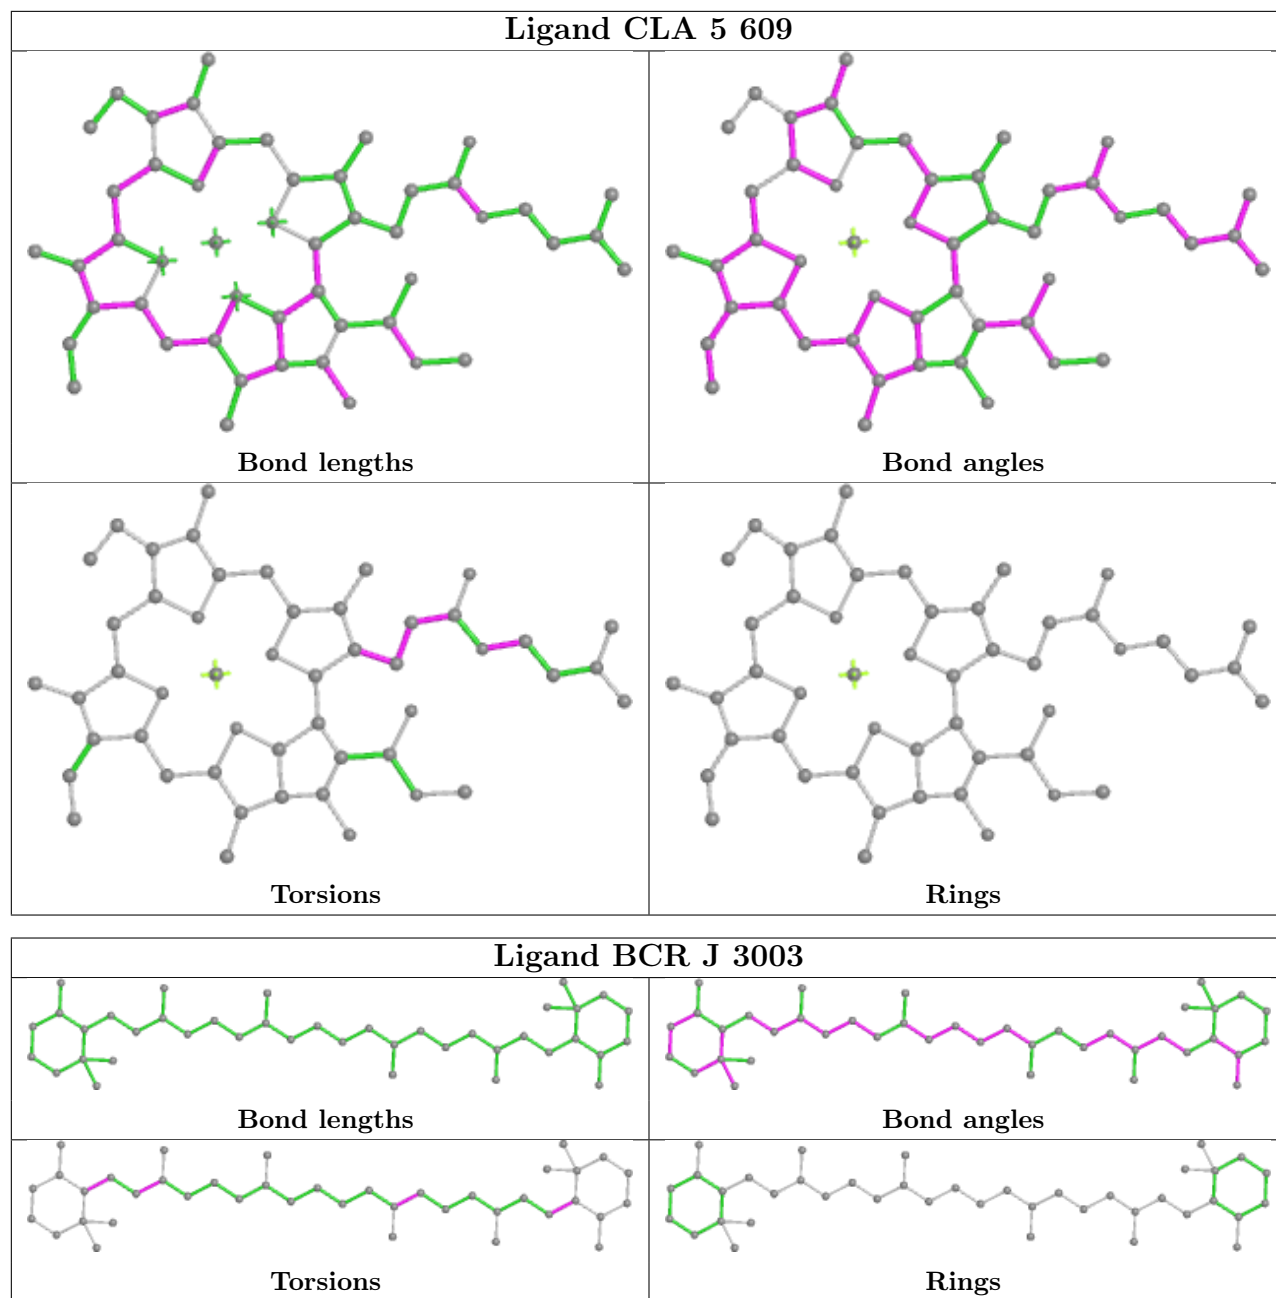 Ligand CLA 5 609
Bond lengths
Bond angles
Torsions
Rings
Ligand BCR J 3003
Bond lengths
Bond angles
Torsions
Rings